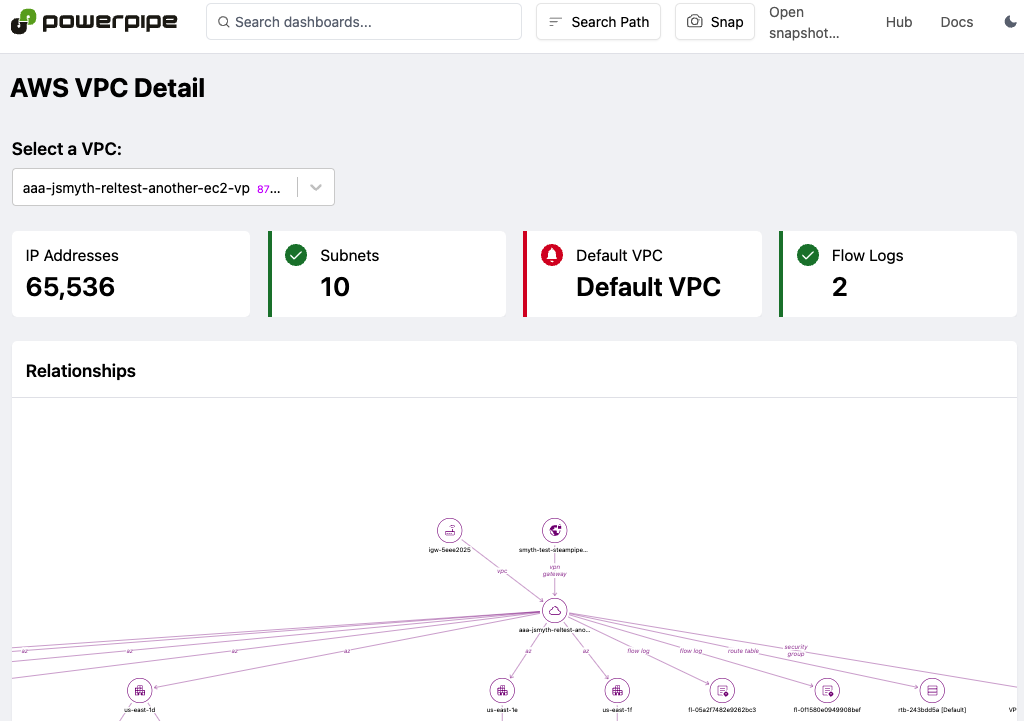 powerpipe
Search dashboards...
Search Path
Snap
Open
snapshot...
Hub
Docs
AWS VPC Detail
Select a VPC:
aaa-jsmyth-reltest-another-ec2-vp 87...
IP Addresses
65,536
Subnets
10
Default VPC
Default VPC
Flow Logs
2
Relationships
igw-5eee2025
smyth-test-steampipe...
vpc
vpn
gateway
aaa-jsmyth-reltest-ano...
az
az
az
az
az
az
flow log
flow log
route table
security
group
us-east-1d
us-east-1e
us-east-1f
fl-05a2f7482e9262bc3
fl-0f1580e0949908bef
rtb-243bdd5a [Default]
VP